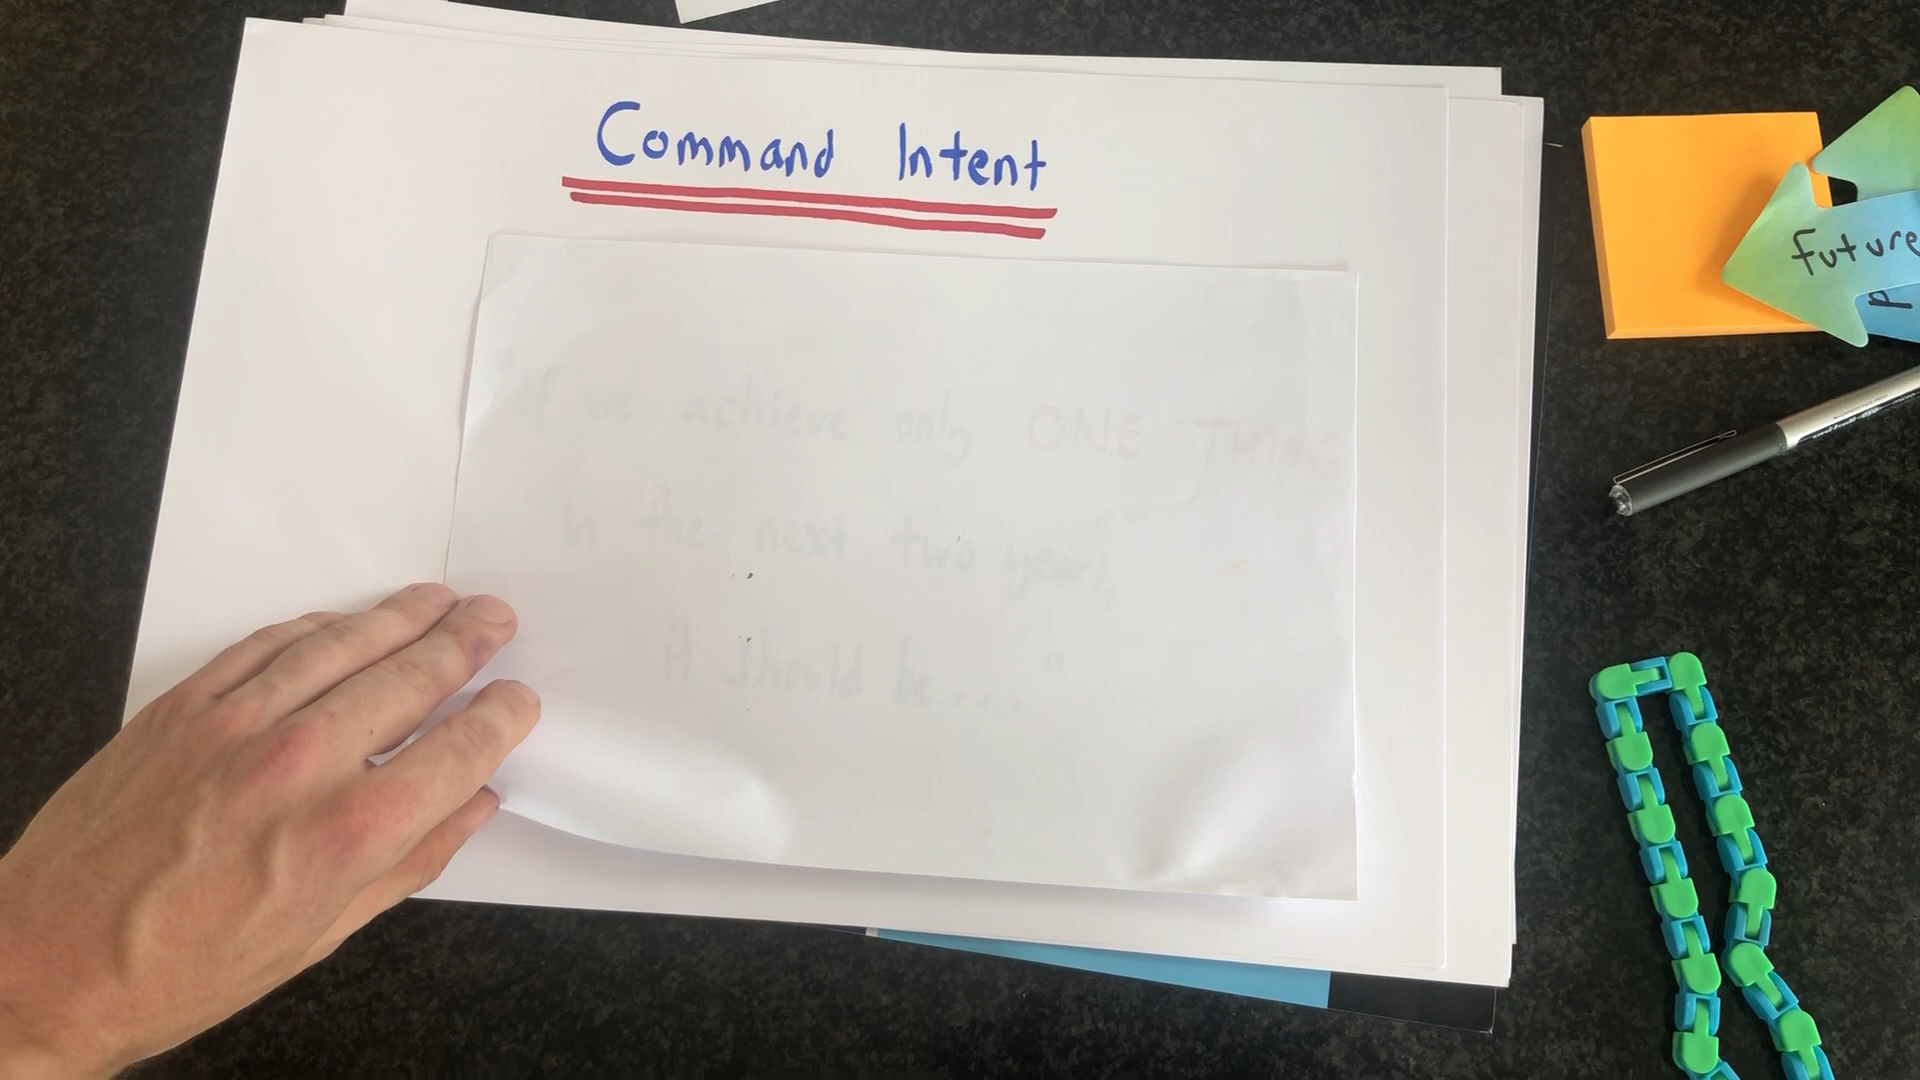 Command Intent
"If we achieve only ONE THING
in the next two years,
it should be..."
future